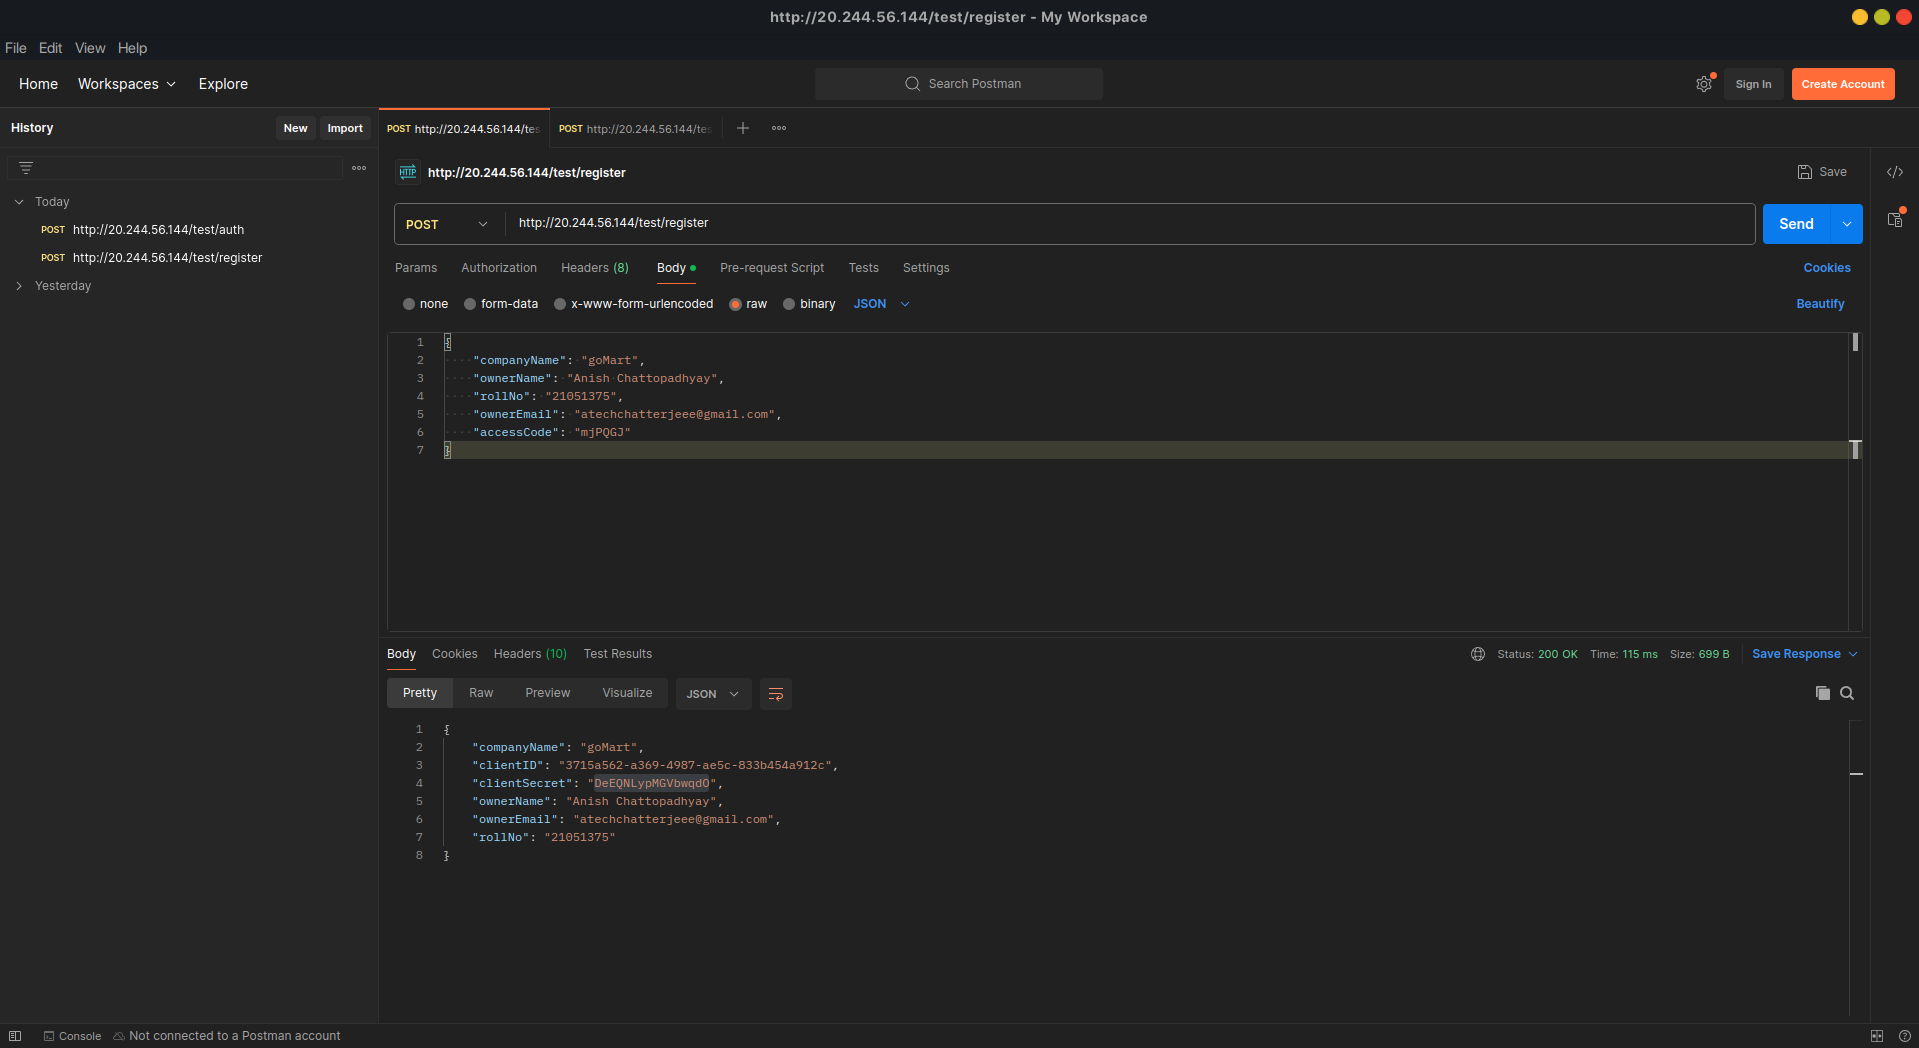 http://20.244.56.144/test/register - My Workspace
File Edit View Help
Home Workspaces Explore
Search Postman
Sign In Create Account
History New Import
POST http://20.244.56.144/tes POST http://20.244.56.144/tes
HTTP http://20.244.56.144/test/register
Save
Today
POST http://20.244.56.144/test/auth
POST http://20.244.56.144/test/register
Yesterday
POST http://20.244.56.144/test/register
Send
Params Authorization Headers (8) Body Pre-request Script Tests Settings Cookies
none form-data x-www-form-urlencoded raw binary JSON Beautify
1 {
2 "companyName": "goMart",
3 "ownerName": "Anish Chattopadhyay",
4 "rollNo": "21051375",
5 "ownerEmail": "atechchatterjeee@gmail.com",
6 "accessCode": "mjPQGJ"
7 }
Body Cookies Headers (10) Test Results Status: 200 OK Time: 115 ms Size: 699 B Save Response
Pretty Raw Preview Visualize JSON
1 {
2 "companyName": "goMart",
3 "clientID": "3715a562-a369-4987-ae5c-833b454a912c",
4 "clientSecret": "DeEQNLypMGVbwqdO",
5 "ownerName": "Anish Chattopadhyay",
6 "ownerEmail": "atechchatterjeee@gmail.com",
7 "rollNo": "21051375"
8 }
Console Not connected to a Postman account